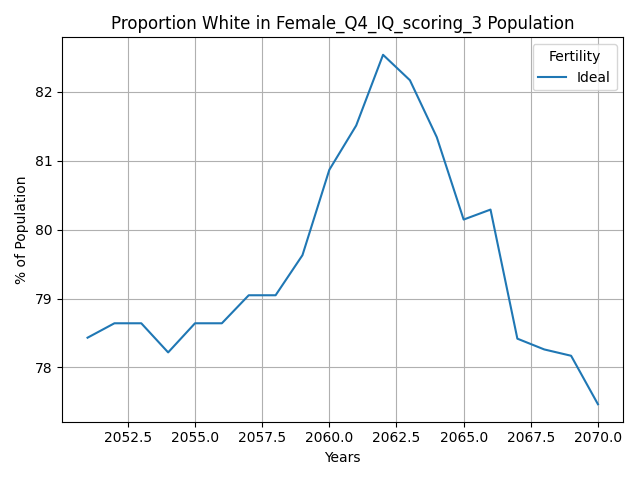 Proportion White in Female_Q4_IQ_scoring_3 Population
Fertility
Ideal
82
81
80
79
78
% of Population
2052.5 2055.0 2057.5 2060.0 2062.5 2065.0 2067.5 2070.0
Years